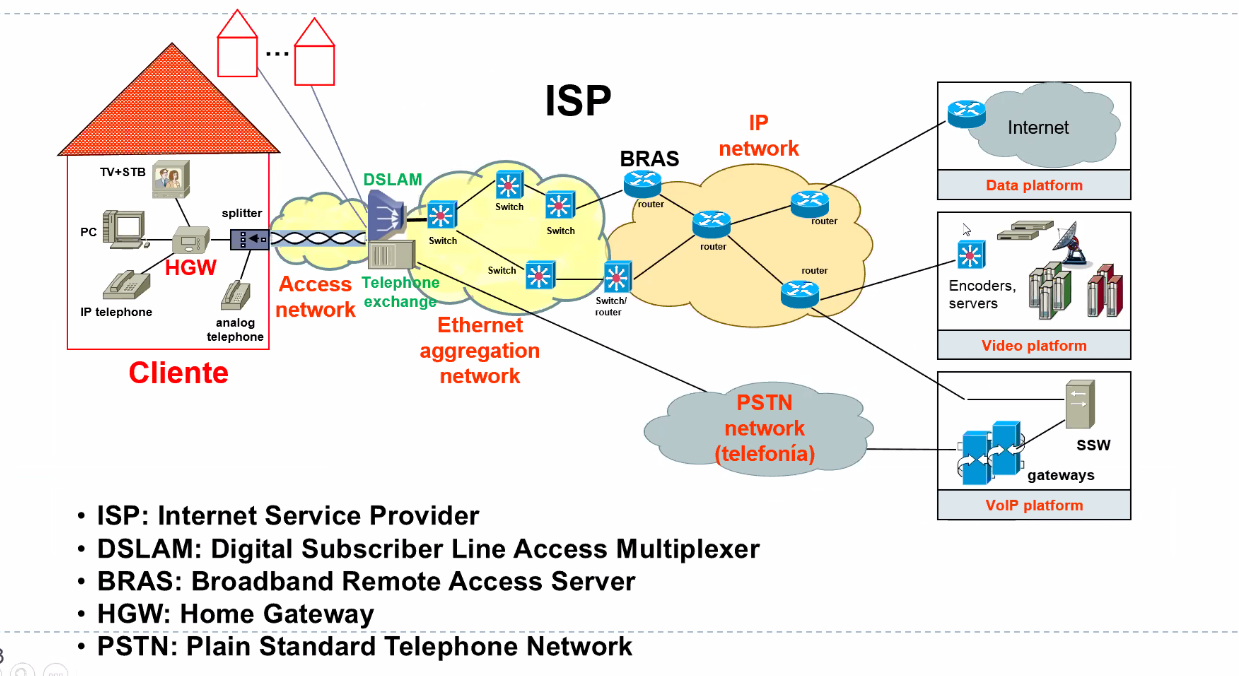 ISP
...
TV+STB
splitter
PC
HGW
IP telephone
analog
telephone
Cliente
DSLAM
Telephone
exchange
Access
network
Switch
Switch
Switch
Switch
Switch/
router
Ethernet
aggregation
network
BRAS
router
IP
network
router
router
router
PSTN
network
(telefonía)
Internet
Data platform
Encoders,
servers
Video platform
SSW
gateways
VoIP platform
• ISP: Internet Service Provider
• DSLAM: Digital Subscriber Line Access Multiplexer
• BRAS: Broadband Remote Access Server
• HGW: Home Gateway
• PSTN: Plain Standard Telephone Network